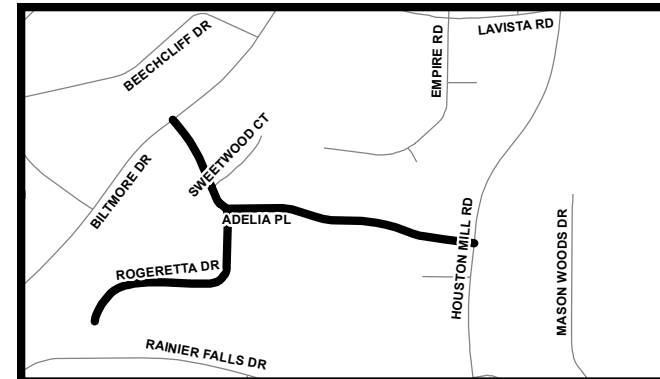 LAVISTA RD
BEECHCLIFF DR
EMPIRE RD
SWEETWOOD CT
BILTMORE DR
ADELIA PL
HOUSTON MILL RD
MASON WOODS DR
ROGERETTA DR
RAINIER FALLS DR